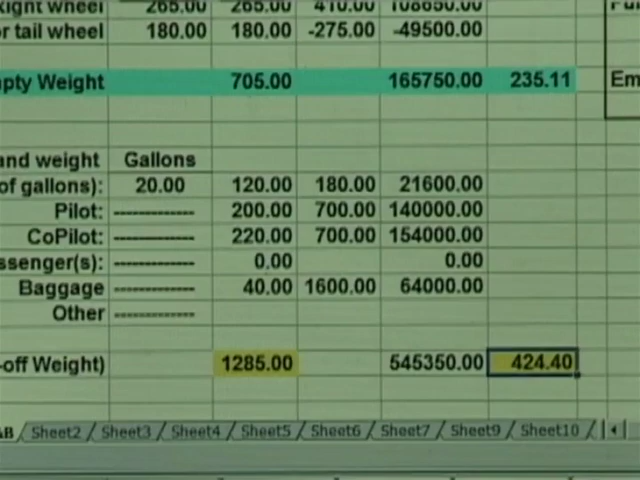 Right wheel 265.00 265.00 410.00 108650.00
or tail wheel 180.00 180.00 -275.00 -49500.00
pty Weight 705.00 165750.00 235.11 Em
and weight Gallons
of gallons): 20.00 120.00 180.00 21600.00
Pilot: ------------- 200.00 700.00 140000.00
CoPilot: ------------- 220.00 700.00 154000.00
ssenger(s): ------------- 0.00 0.00
Baggage ------------- 40.00 1600.00 64000.00
Other -------------
-off Weight) 1285.00 545350.00 424.40
B Sheet2 Sheet3 Sheet4 Sheet5 Sheet6 Sheet7 Sheet9 Sheet10